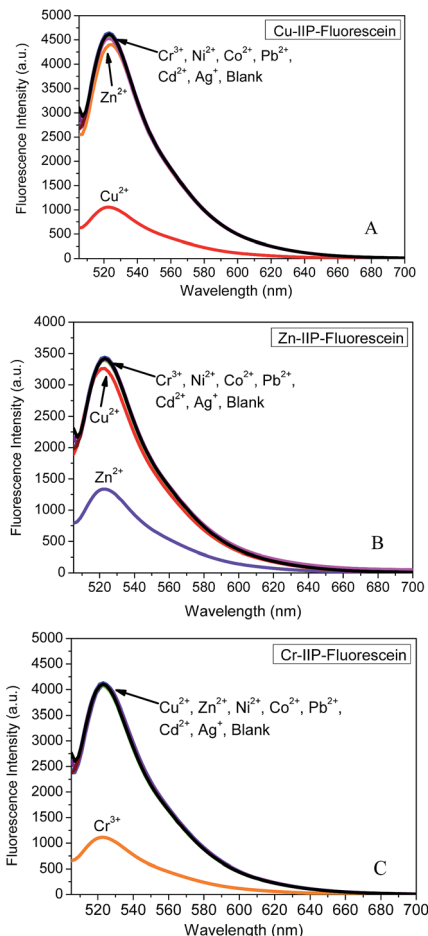 Cu-IIP-Fluorescein
Fluorescence Intensity (a.u.)
5000
4500
4000
3500
3000
2500
2000
1500
1000
500
0
Cr³⁺, Ni²⁺, Co²⁺, Pb²⁺,
Cd²⁺, Ag⁺, Blank
Zn²⁺
Cu²⁺
A
520 540 560 580 600 620 640 660 680 700
Wavelength (nm)
Zn-IIP-Fluorescein
Fluorescence Intensity (a.u.)
4000
3500
3000
2500
2000
1500
1000
500
0
Cr³⁺, Ni²⁺, Co²⁺, Pb²⁺,
Cd²⁺, Ag⁺, Blank
Cu²⁺
Zn²⁺
B
520 540 560 580 600 620 640 660 680 700
Wavelength (nm)
Cr-IIP-Fluorescein
Fluorescence Intensity (a.u.)
5000
4500
4000
3500
3000
2500
2000
1500
1000
500
0
Cu²⁺, Zn²⁺, Ni²⁺, Co²⁺, Pb²⁺,
Cd²⁺, Ag⁺, Blank
Cr³⁺
C
520 540 560 580 600 620 640 660 680 700
Wavelength (nm)